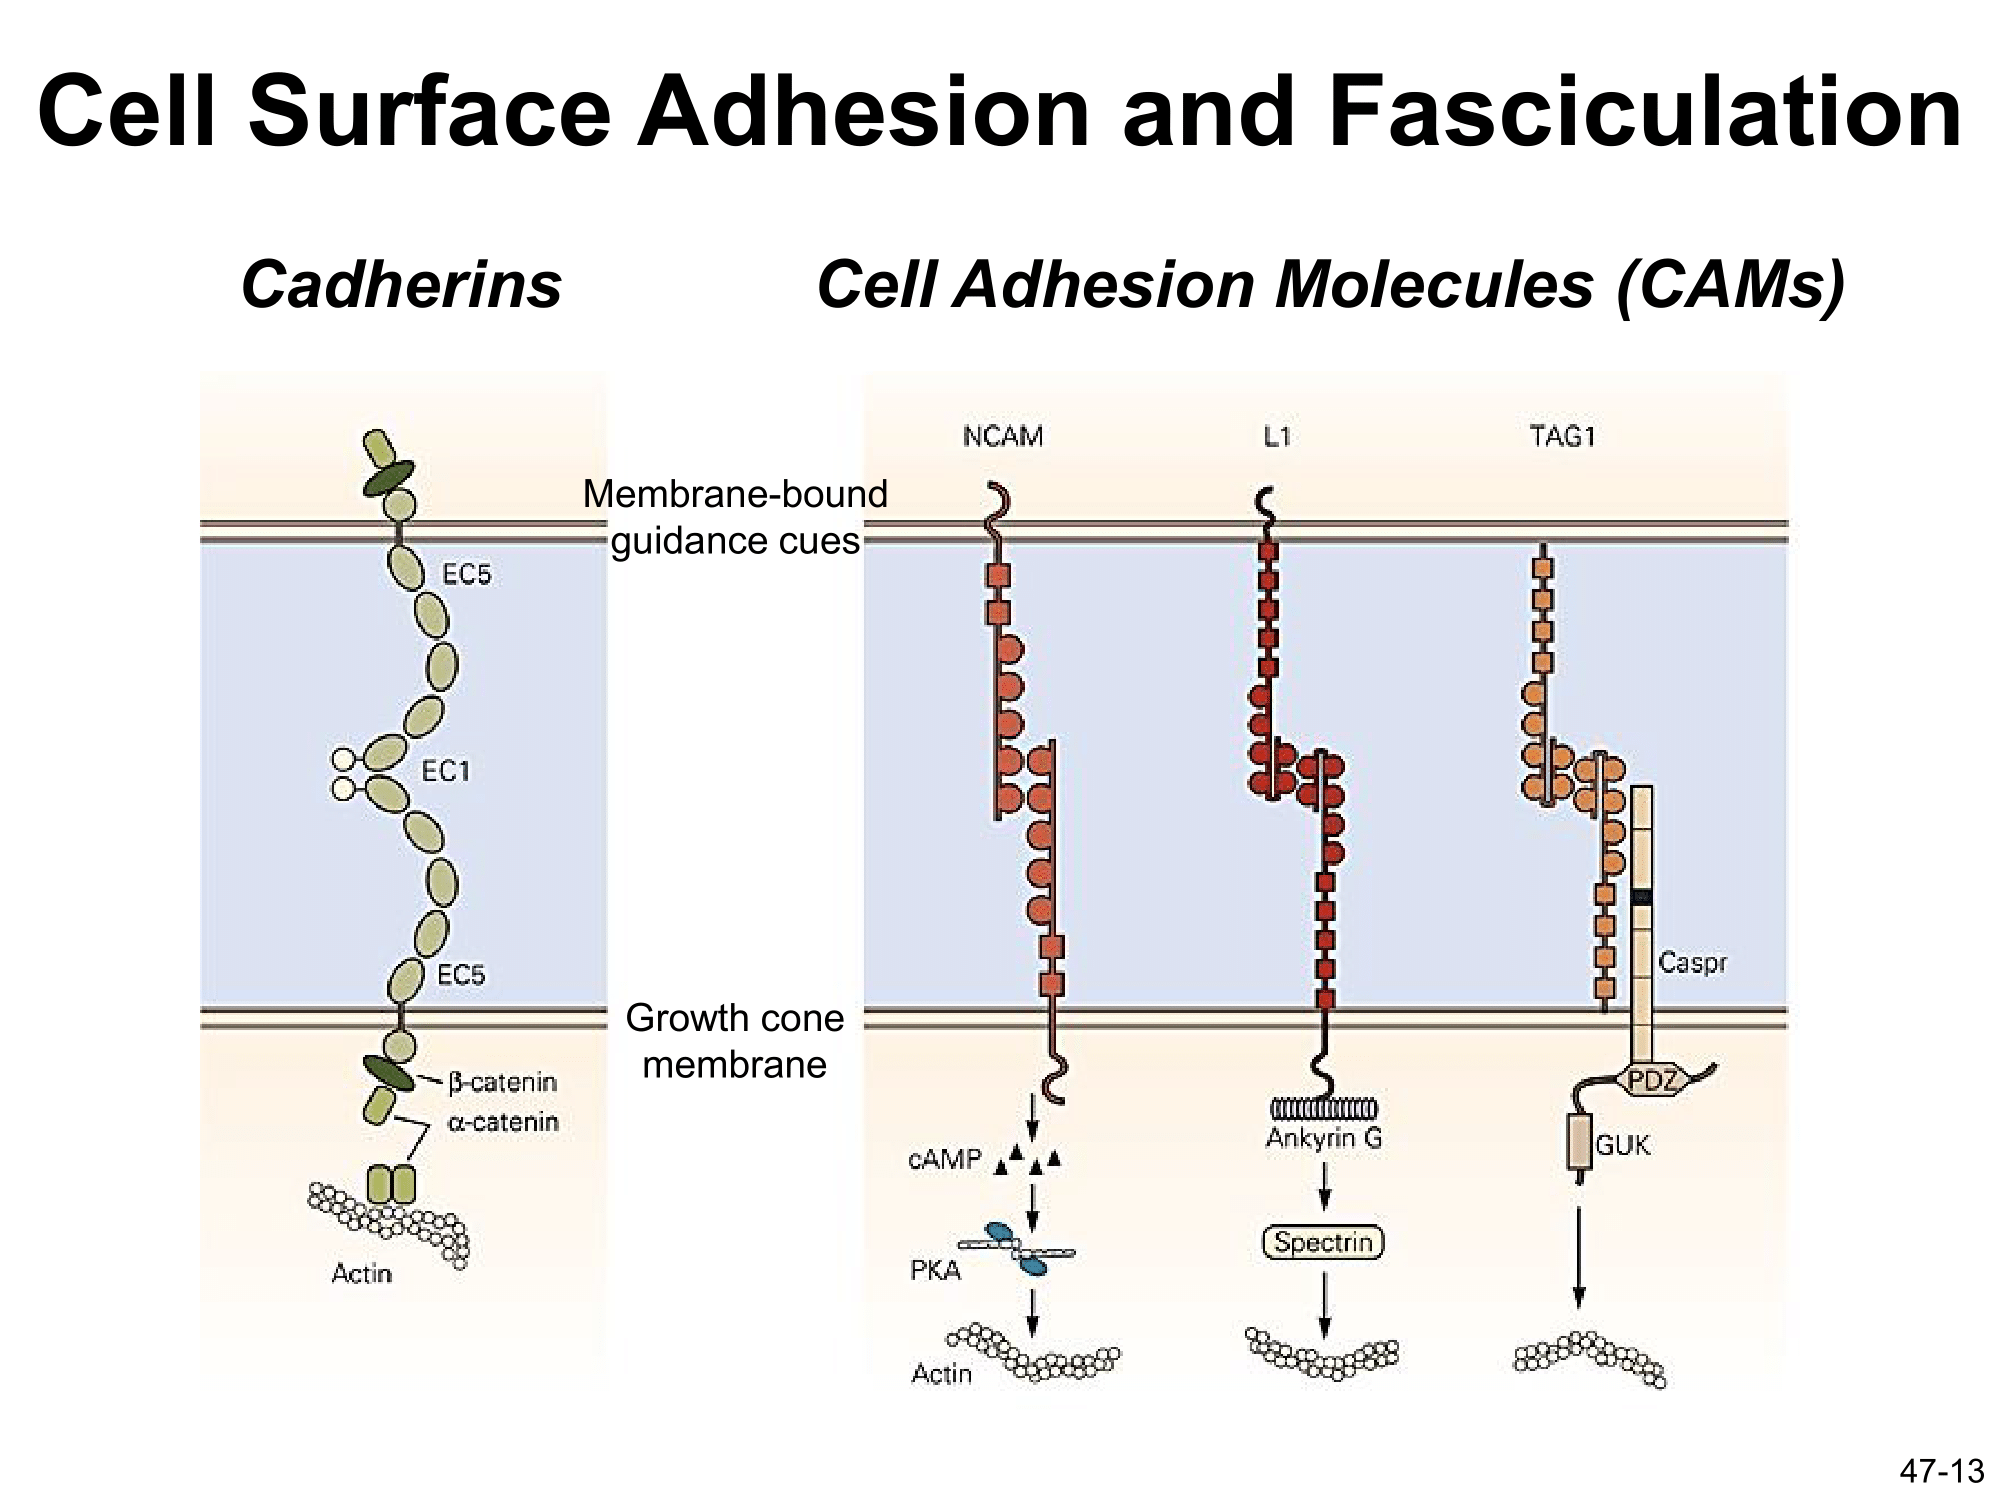 Cell Surface Adhesion and Fasciculation
Cadherins
Cell Adhesion Molecules (CAMs)
NCAM
L1
TAG1
Membrane-bound
guidance cues
EC5
EC1
EC5
Caspr
Growth cone
membrane
β-catenin
α-catenin
PDZ
GUK
cAMP
Ankyrin G
PKA
Spectrin
Actin
Actin
47-13